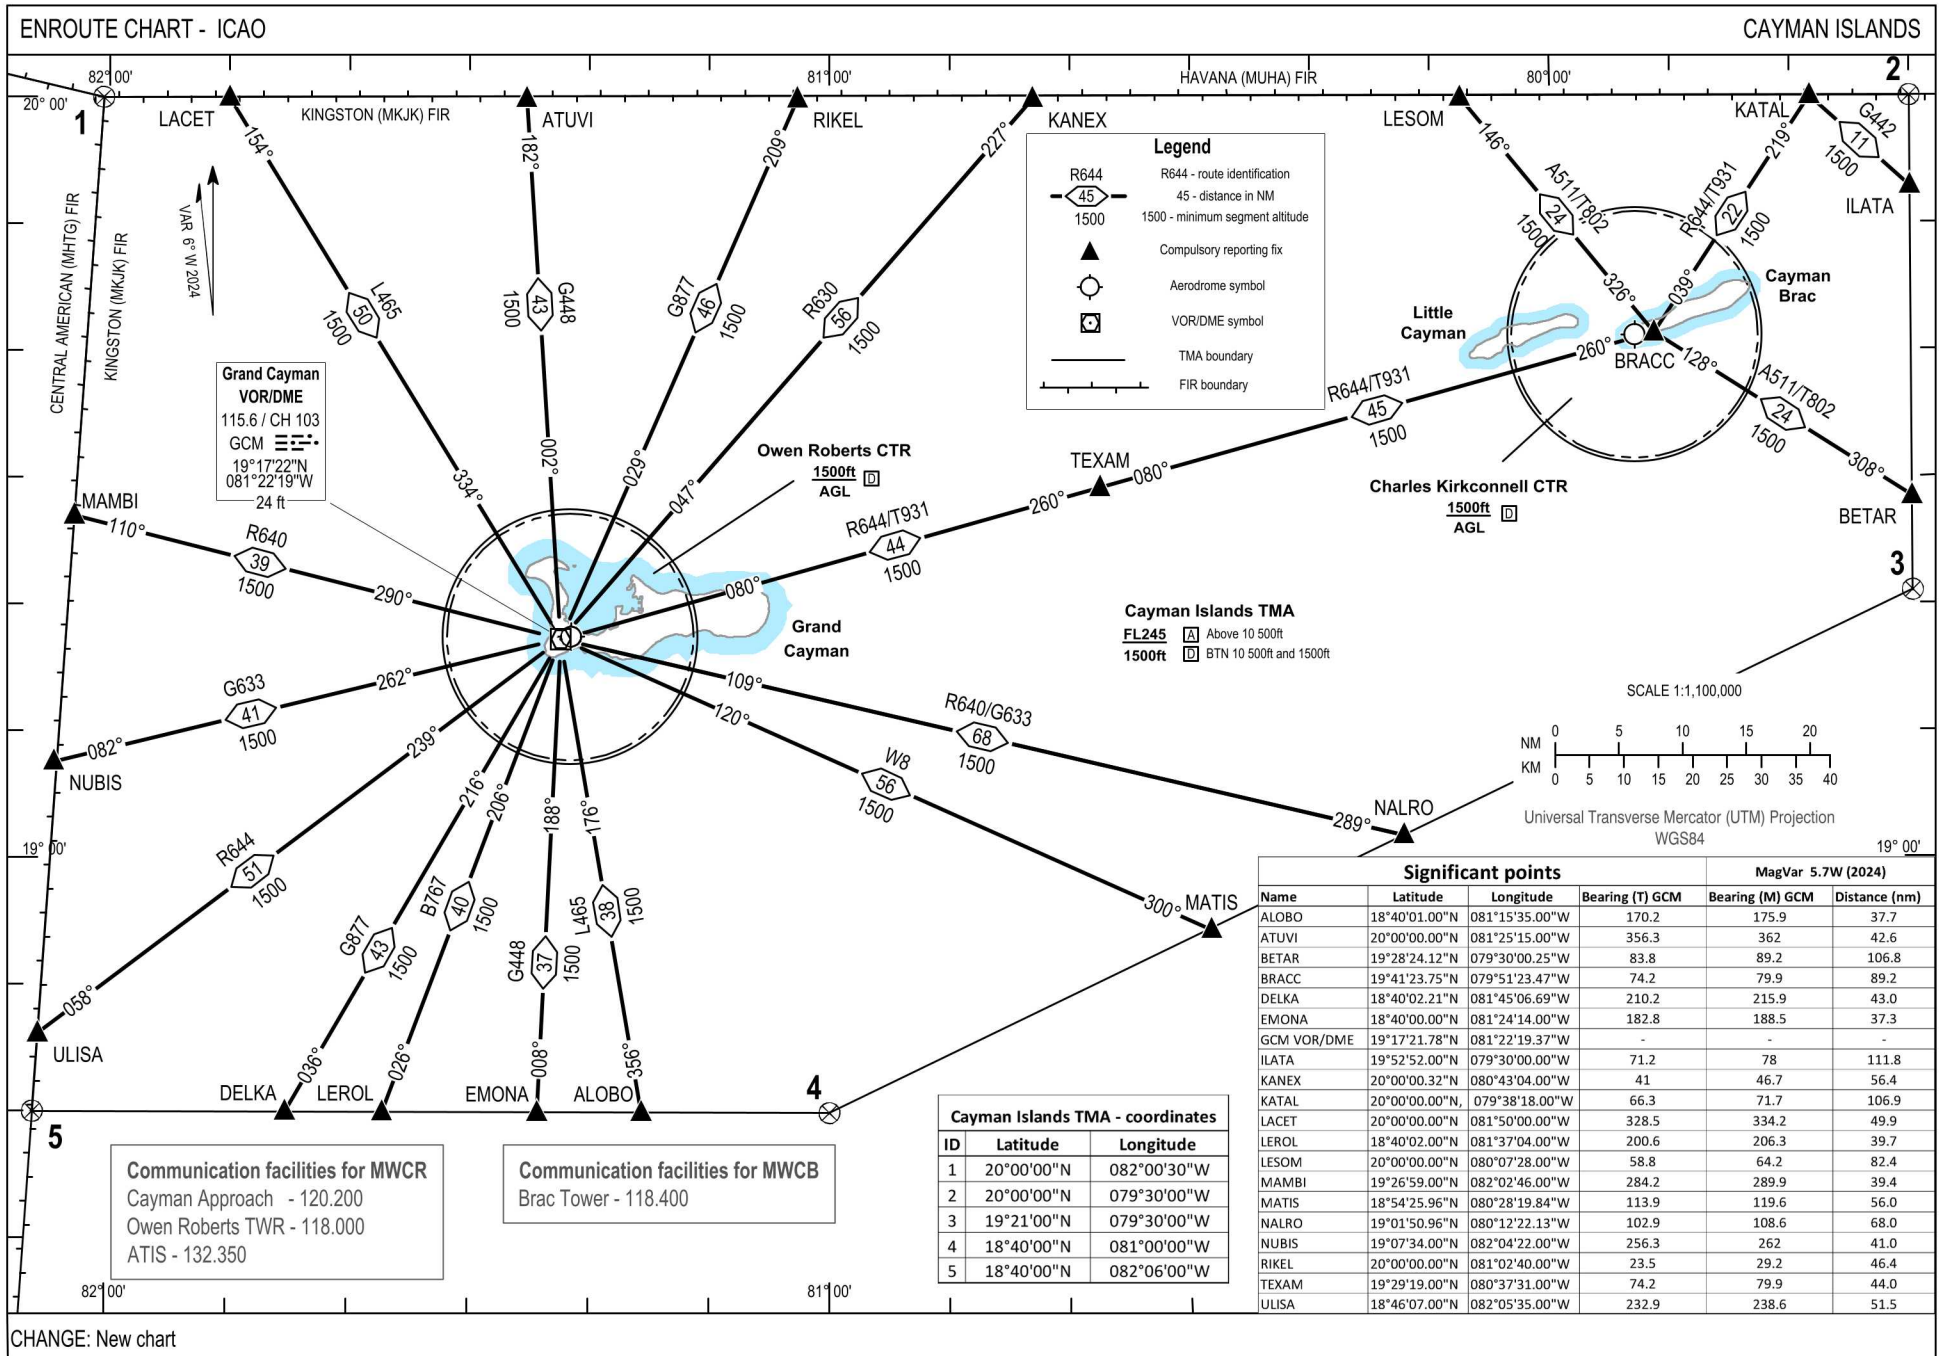 ENROUTE CHART - ICAO
CAYMAN ISLANDS
82° 00'
81° 00'
HAVANA (MUHA) FIR
80° 00'
2
20° 00'
1
LACET
KINGSTON (MKJK) FIR
ATUVI
RIKEL
KANEX
LESOM
KATAL
G442
11
1500
ILATA
154°
182°
209°
227°
146°
219°
VAR 6° W 2024
CENTRAL AMERICAN (MHTG) FIR
KINGSTON (MKJK) FIR
Legend
R644
45
1500
R644 - route identification
45 - distance in NM
1500 - minimum segment altitude
Compulsory reporting fix
Aerodrome symbol
VOR/DME symbol
TMA boundary
FIR boundary
A511/T802
24
1500
R644/T931
22
1500
326°
039°
Cayman
Brac
Little
Cayman
BRACC
260°
128°
A511/T802
24
1500
308°
BETAR
3
L465
50
1500
G448
43
1500
G877
46
1500
R630
56
1500
334°
002°
029°
047°
Grand Cayman
VOR/DME
115.6 / CH 103
GCM
19°17'22"N
081°22'19"W
24 ft
Owen Roberts CTR
1500ft
AGL
D
R644/T931
45
1500
TEXAM
080°
260°
R644/T931
44
1500
080°
Charles Kirkconnell CTR
1500ft
AGL
D
MAMBI
110°
R640
39
1500
290°
Grand
Cayman
Cayman Islands TMA
FL245
A
Above 10 500ft
1500ft
D
BTN 10 500ft and 1500ft
G633
41
1500
262°
082°
NUBIS
239°
109°
120°
R640/G633
68
1500
289°
NALRO
W8
56
1500
300°
MATIS
SCALE 1:1,100,000
NM
0 5 10 15 20
KM
0 5 10 15 20 25 30 35 40
Universal Transverse Mercator (UTM) Projection
WGS84
19° 00'
19° 00'
R644
51
1500
058°
ULISA
216°
206°
188°
176°
G877
43
1500
B767
40
1500
G448
37
1500
L465
38
1500
036°
026°
008°
356°
DELKA
LEROL
EMONA
ALOBO
4
5
Significant points
MagVar 5.7W (2024)
Name Latitude Longitude Bearing (T) GCM Bearing (M) GCM Distance (nm)
ALOBO 18°40'01.00"N 081°15'35.00"W 170.2 175.9 37.7
ATUVI 20°00'00.00"N 081°25'15.00"W 356.3 362 42.6
BETAR 19°28'24.12"N 079°30'00.25"W 83.8 89.2 106.8
BRACC 19°41'23.75"N 079°51'23.47"W 74.2 79.9 89.2
DELKA 18°40'02.21"N 081°45'06.69"W 210.2 215.9 43.0
EMONA 18°40'00.00"N 081°24'14.00"W 182.8 188.5 37.3
GCM VOR/DME 19°17'21.78"N 081°22'19.37"W - - -
ILATA 19°52'52.00"N 079°30'00.00"W 71.2 78 111.8
KANEX 20°00'00.32"N 080°43'04.00"W 41 46.7 56.4
KATAL 20°00'00.00"N, 079°38'18.00"W 66.3 71.7 106.9
LACET 20°00'00.00"N 081°50'00.00"W 328.5 334.2 49.9
LEROL 18°40'02.00"N 081°37'04.00"W 200.6 206.3 39.7
LESOM 20°00'00.00"N 080°07'28.00"W 58.8 64.2 82.4
MAMBI 19°26'59.00"N 082°02'46.00"W 284.2 289.9 39.4
MATIS 18°54'25.96"N 080°28'19.84"W 113.9 119.6 56.0
NALRO 19°01'50.96"N 080°12'22.13"W 102.9 108.6 68.0
NUBIS 19°07'34.00"N 082°04'22.00"W 256.3 262 41.0
RIKEL 20°00'00.00"N 081°02'40.00"W 23.5 29.2 46.4
TEXAM 19°29'19.00"N 080°37'31.00"W 74.2 79.9 44.0
ULISA 18°46'07.00"N 082°05'35.00"W 232.9 238.6 51.5
Cayman Islands TMA - coordinates
ID Latitude Longitude
1 20°00'00"N 082°00'30"W
2 20°00'00"N 079°30'00"W
3 19°21'00"N 079°30'00"W
4 18°40'00"N 081°00'00"W
5 18°40'00"N 082°06'00"W
Communication facilities for MWCR
Cayman Approach - 120.200
Owen Roberts TWR - 118.000
ATIS - 132.350
Communication facilities for MWCB
Brac Tower - 118.400
82° 00'
81° 00'
CHANGE: New chart